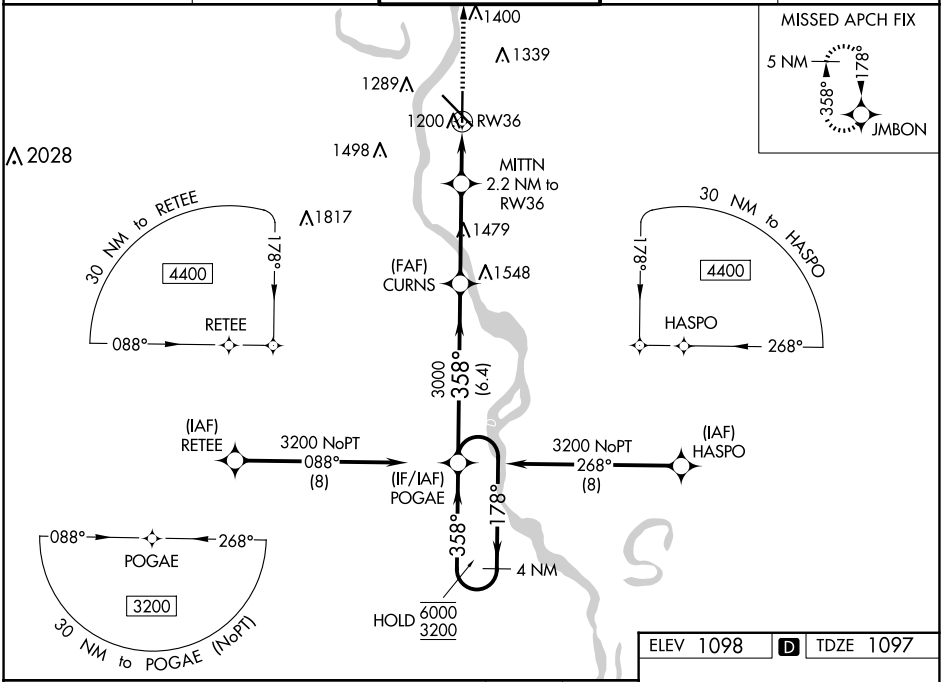 1400
1339
1289
1200 RW36
1498
2028
MITTN
2.2 NM to
RW36
1817
1479
1548
(FAF)
CURNS
MISSED APCH FIX
5 NM
358°
178°
JMBON
30 NM to RETEE
4400
178°
RETEE
088°
30 NM to HASPO
4400
178°
HASPO
268°
3000
358°
(6.4)
(IAF)
RETEE
3200 NoPT
088°
(8)
(IF/IAF)
POGAE
3200 NoPT
268°
(8)
(IAF)
HASPO
358°
178°
4 NM
HOLD 6000
3200
088°
268°
POGAE
3200
30 NM to POGAE (NoPT)
ELEV 1098 D TDZE 1097